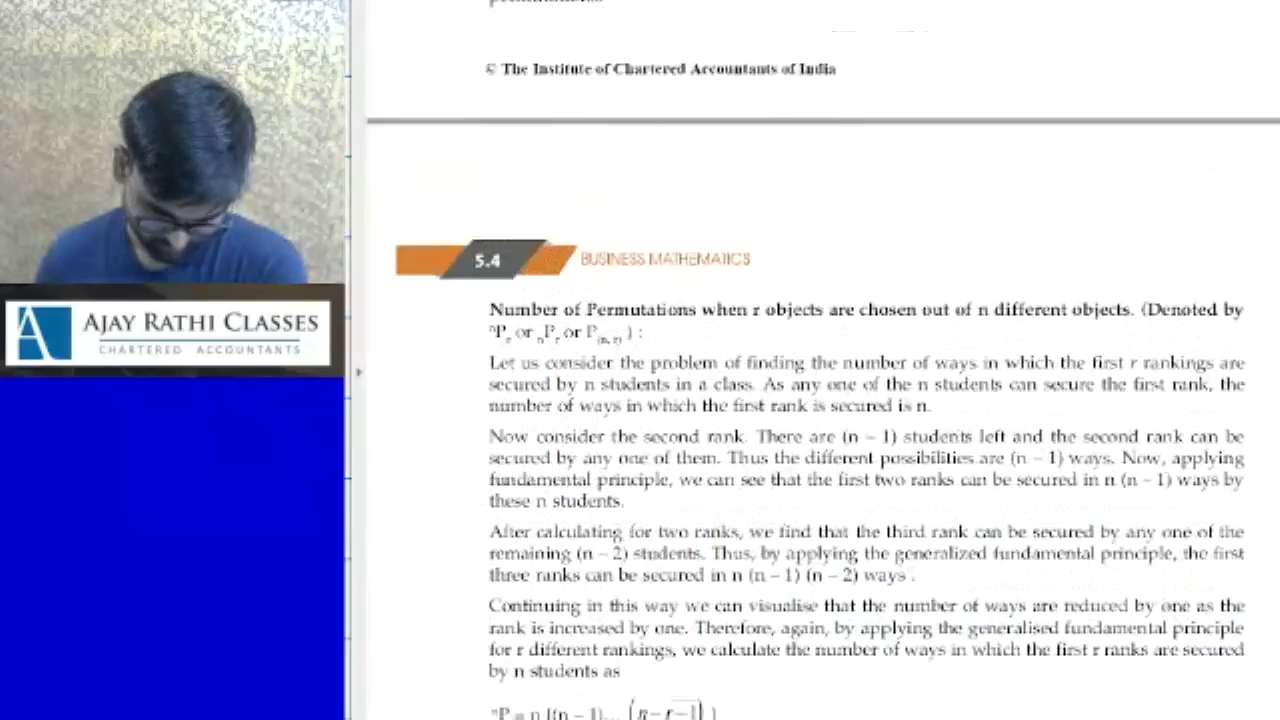 © The Institute of Chartered Accountants of India
5.4 BUSINESS MATHEMATICS
Number of Permutations when r objects are chosen out of n different objects. (Denoted by
ⁿPᵣ or ₙPᵣ or P₍ₙ, ᵣ₎ ) :
Let us consider the problem of finding the number of ways in which the first r rankings are
secured by n students in a class. As any one of the n students can secure the first rank, the
number of ways in which the first rank is secured is n.
Now consider the second rank. There are (n – 1) students left and the second rank can be
secured by any one of them. Thus the different possibilities are (n – 1) ways. Now, applying
fundamental principle, we can see that the first two ranks can be secured in n (n – 1) ways by
these n students.
After calculating for two ranks, we find that the third rank can be secured by any one of the
remaining (n – 2) students. Thus, by applying the generalized fundamental principle, the first
three ranks can be secured in n (n – 1) (n – 2) ways .
Continuing in this way we can visualise that the number of ways are reduced by one as the
rank is increased by one. Therefore, again, by applying the generalised fundamental principle
for r different rankings, we calculate the number of ways in which the first r ranks are secured
by n students as
AJAY RATHI CLASSES
CHARTERED ACCOUNTANTS